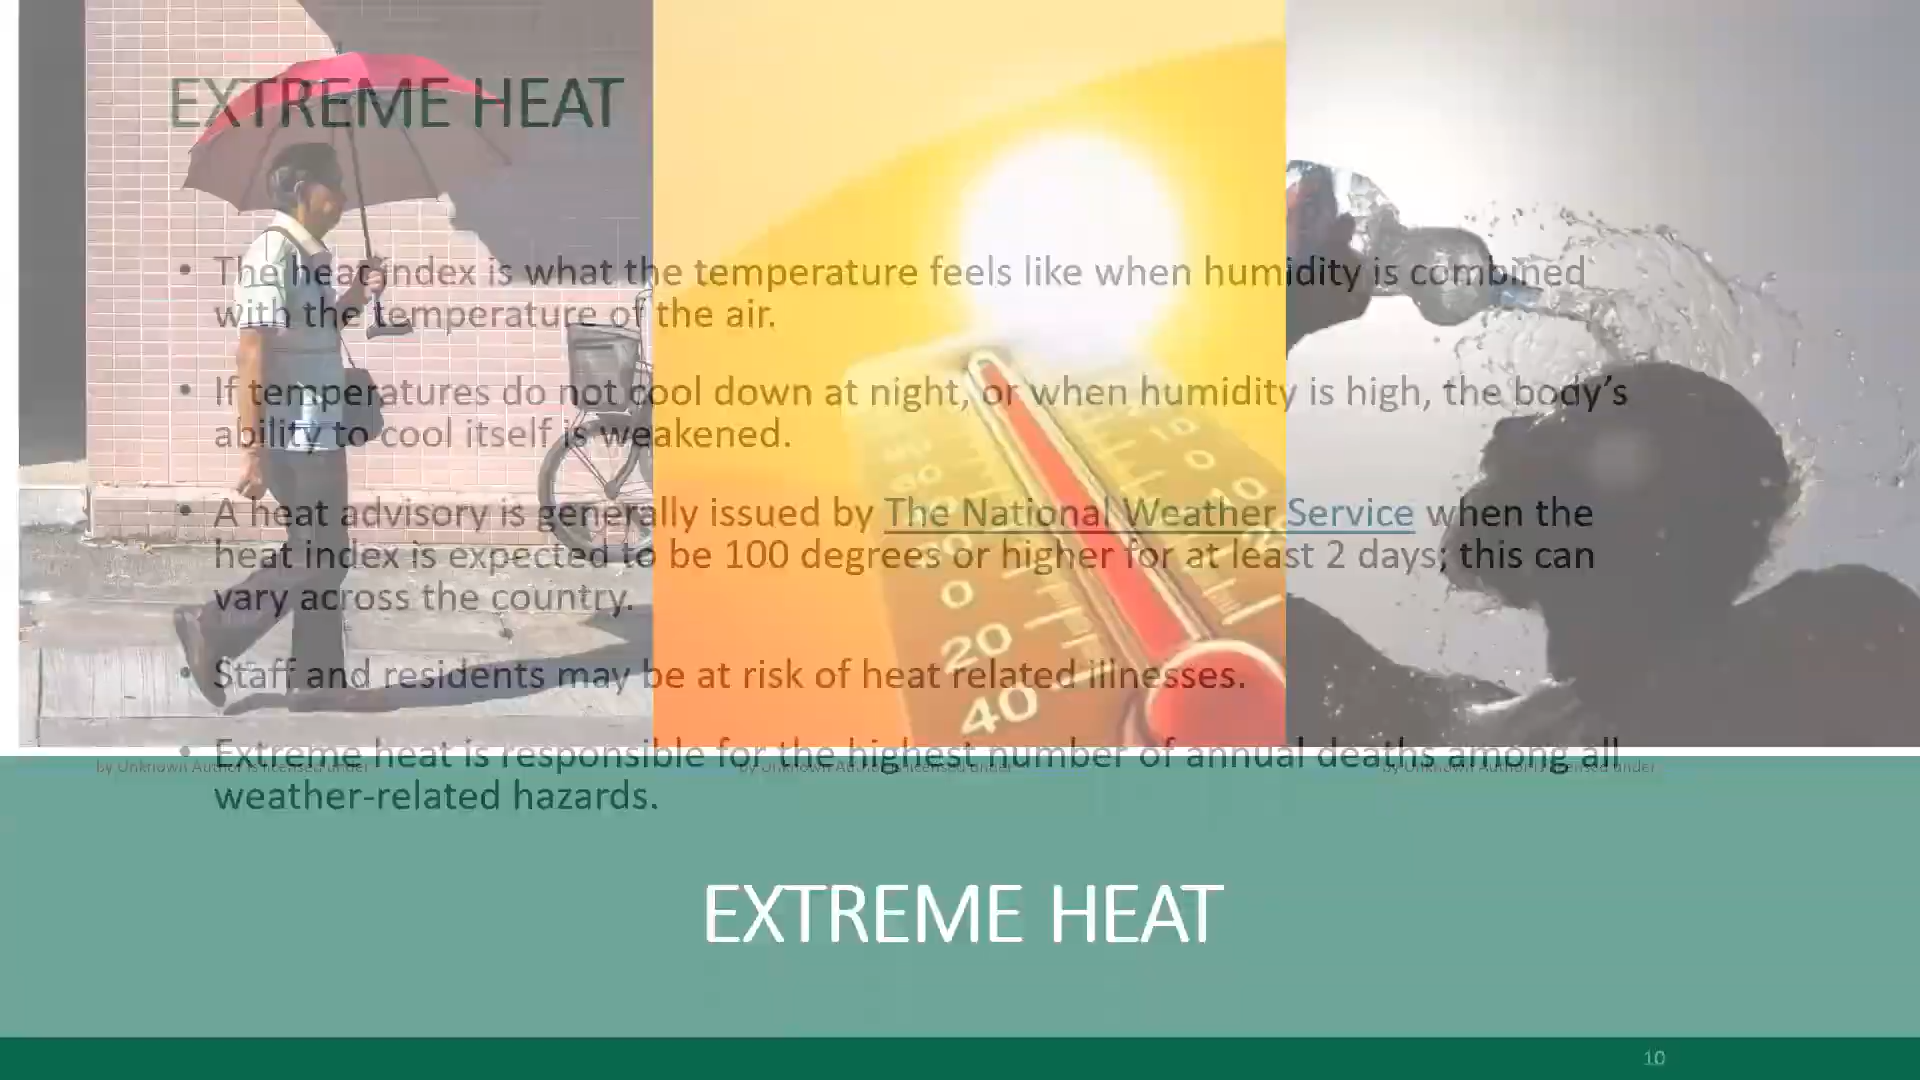 EXTREME HEAT
• The heat index is what the temperature feels like when humidity is combined
with the temperature of the air.
• If temperatures do not cool down at night, or when humidity is high, the body’s
ability to cool itself is weakened.
• A heat advisory is generally issued by The National Weather Service when the
heat index is expected to be 100 degrees or higher for at least 2 days; this can
vary across the country.
• Staff and residents may be at risk of heat related illnesses.
• Extreme heat is responsible for the highest number of annual deaths among all
weather-related hazards.
by Unknown Author is licensed under
by Unknown Author is licensed under
by Unknown Author is licensed under
10
0
10
0
20
40
EXTREME HEAT
10